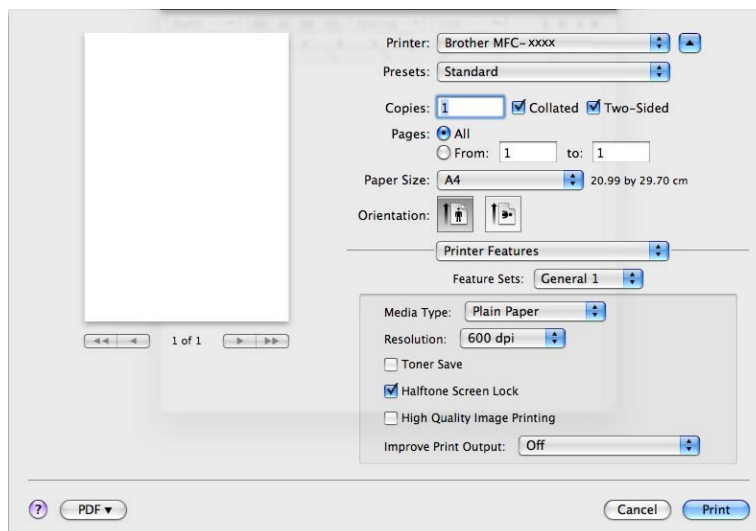 Printer: Brother MFC-xxxx
Presets: Standard
Copies: 1 Collated Two-Sided
Pages: All
From: 1 to: 1
Paper Size: A4 20.99 by 29.70 cm
Orientation:
Printer Features
Feature Sets: General 1
Media Type: Plain Paper
1 of 1
Resolution: 600 dpi
Toner Save
Halftone Screen Lock
High Quality Image Printing
Improve Print Output: Off
? PDF▼ Cancel Print